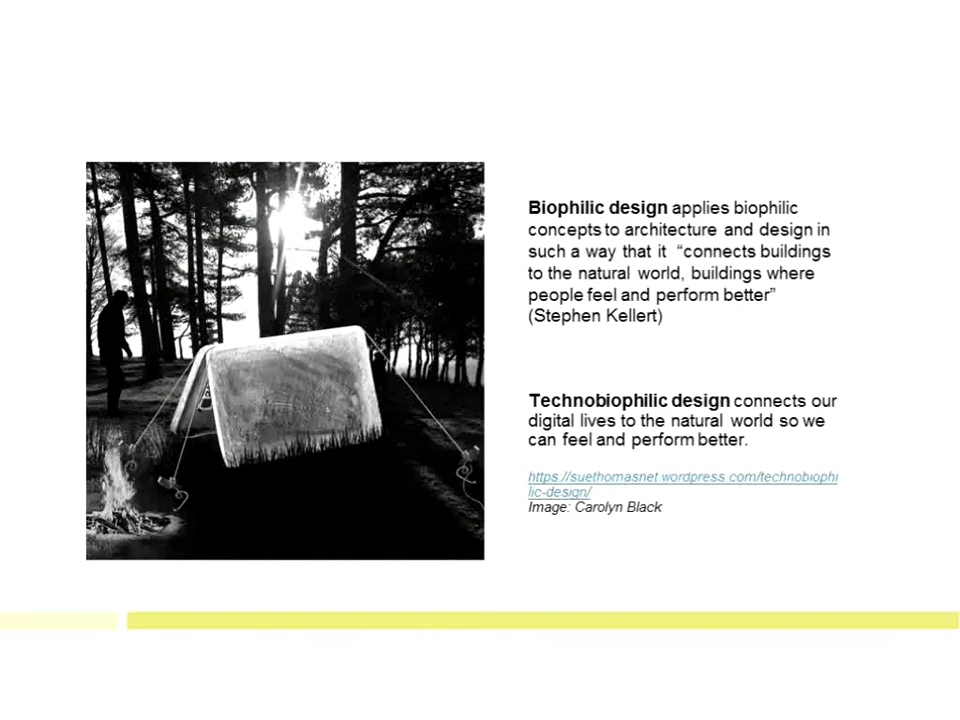 Biophilic design applies biophilic
concepts to architecture and design in
such a way that it “connects buildings
to the natural world, buildings where
people feel and perform better”
(Stephen Kellert)
Technobiophilic design connects our
digital lives to the natural world so we
can feel and perform better.
https://suethomasnet.wordpress.com/technobiophi
lic-design/
Image: Carolyn Black